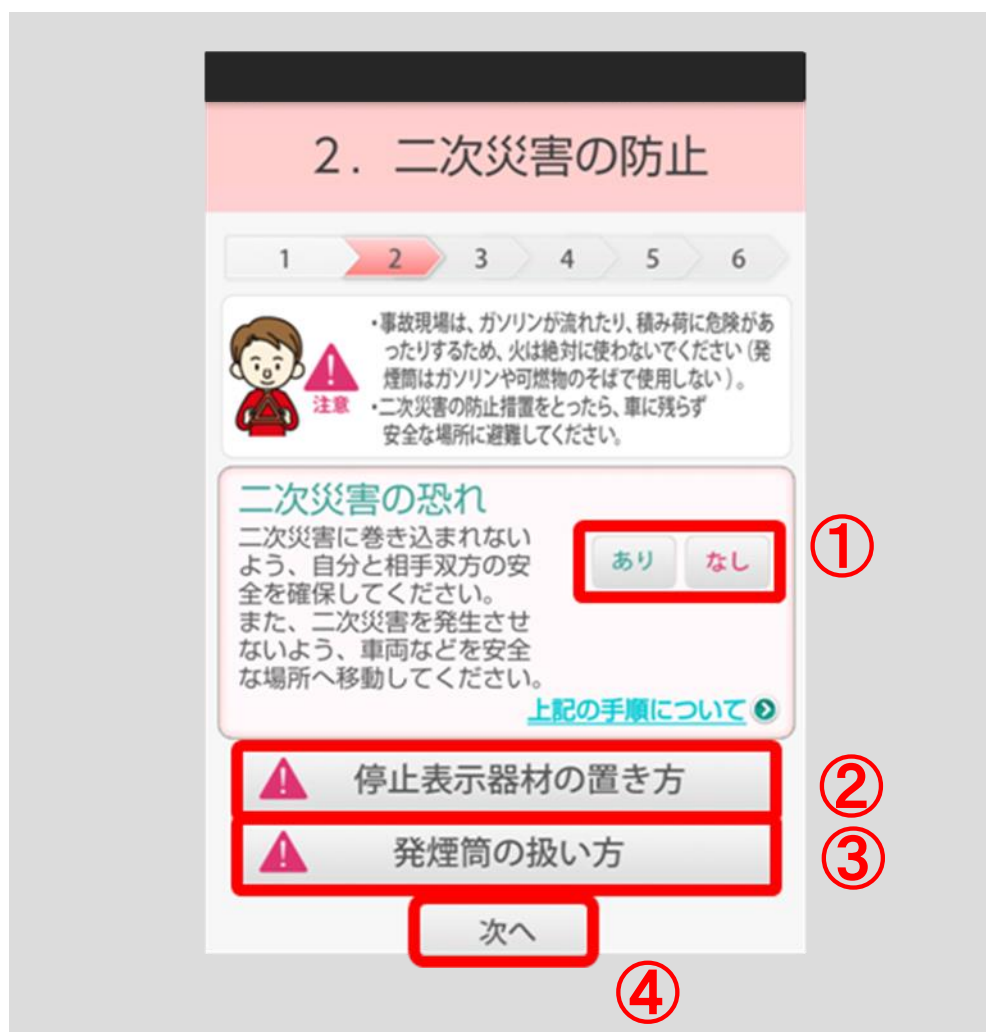 2．二次災害の防止
1 2 3 4 5 6
・事故現場は、ガソリンが流れたり、積み荷に危険があ
ったりするため、火は絶対に使わないでください（発
煙筒はガソリンや可燃物のそばで使用しない）。
・二次災害の防止措置をとったら、車に残らず
安全な場所に避難してください。
注意
二次災害の恐れ
二次災害に巻き込まれない
よう、自分と相手双方の安
全を確保してください。
また、二次災害を発生させ
ないよう、車両などを安全
な場所へ移動してください。
あり なし
①
上記の手順について
停止表示器材の置き方
②
発煙筒の扱い方
③
次へ
④